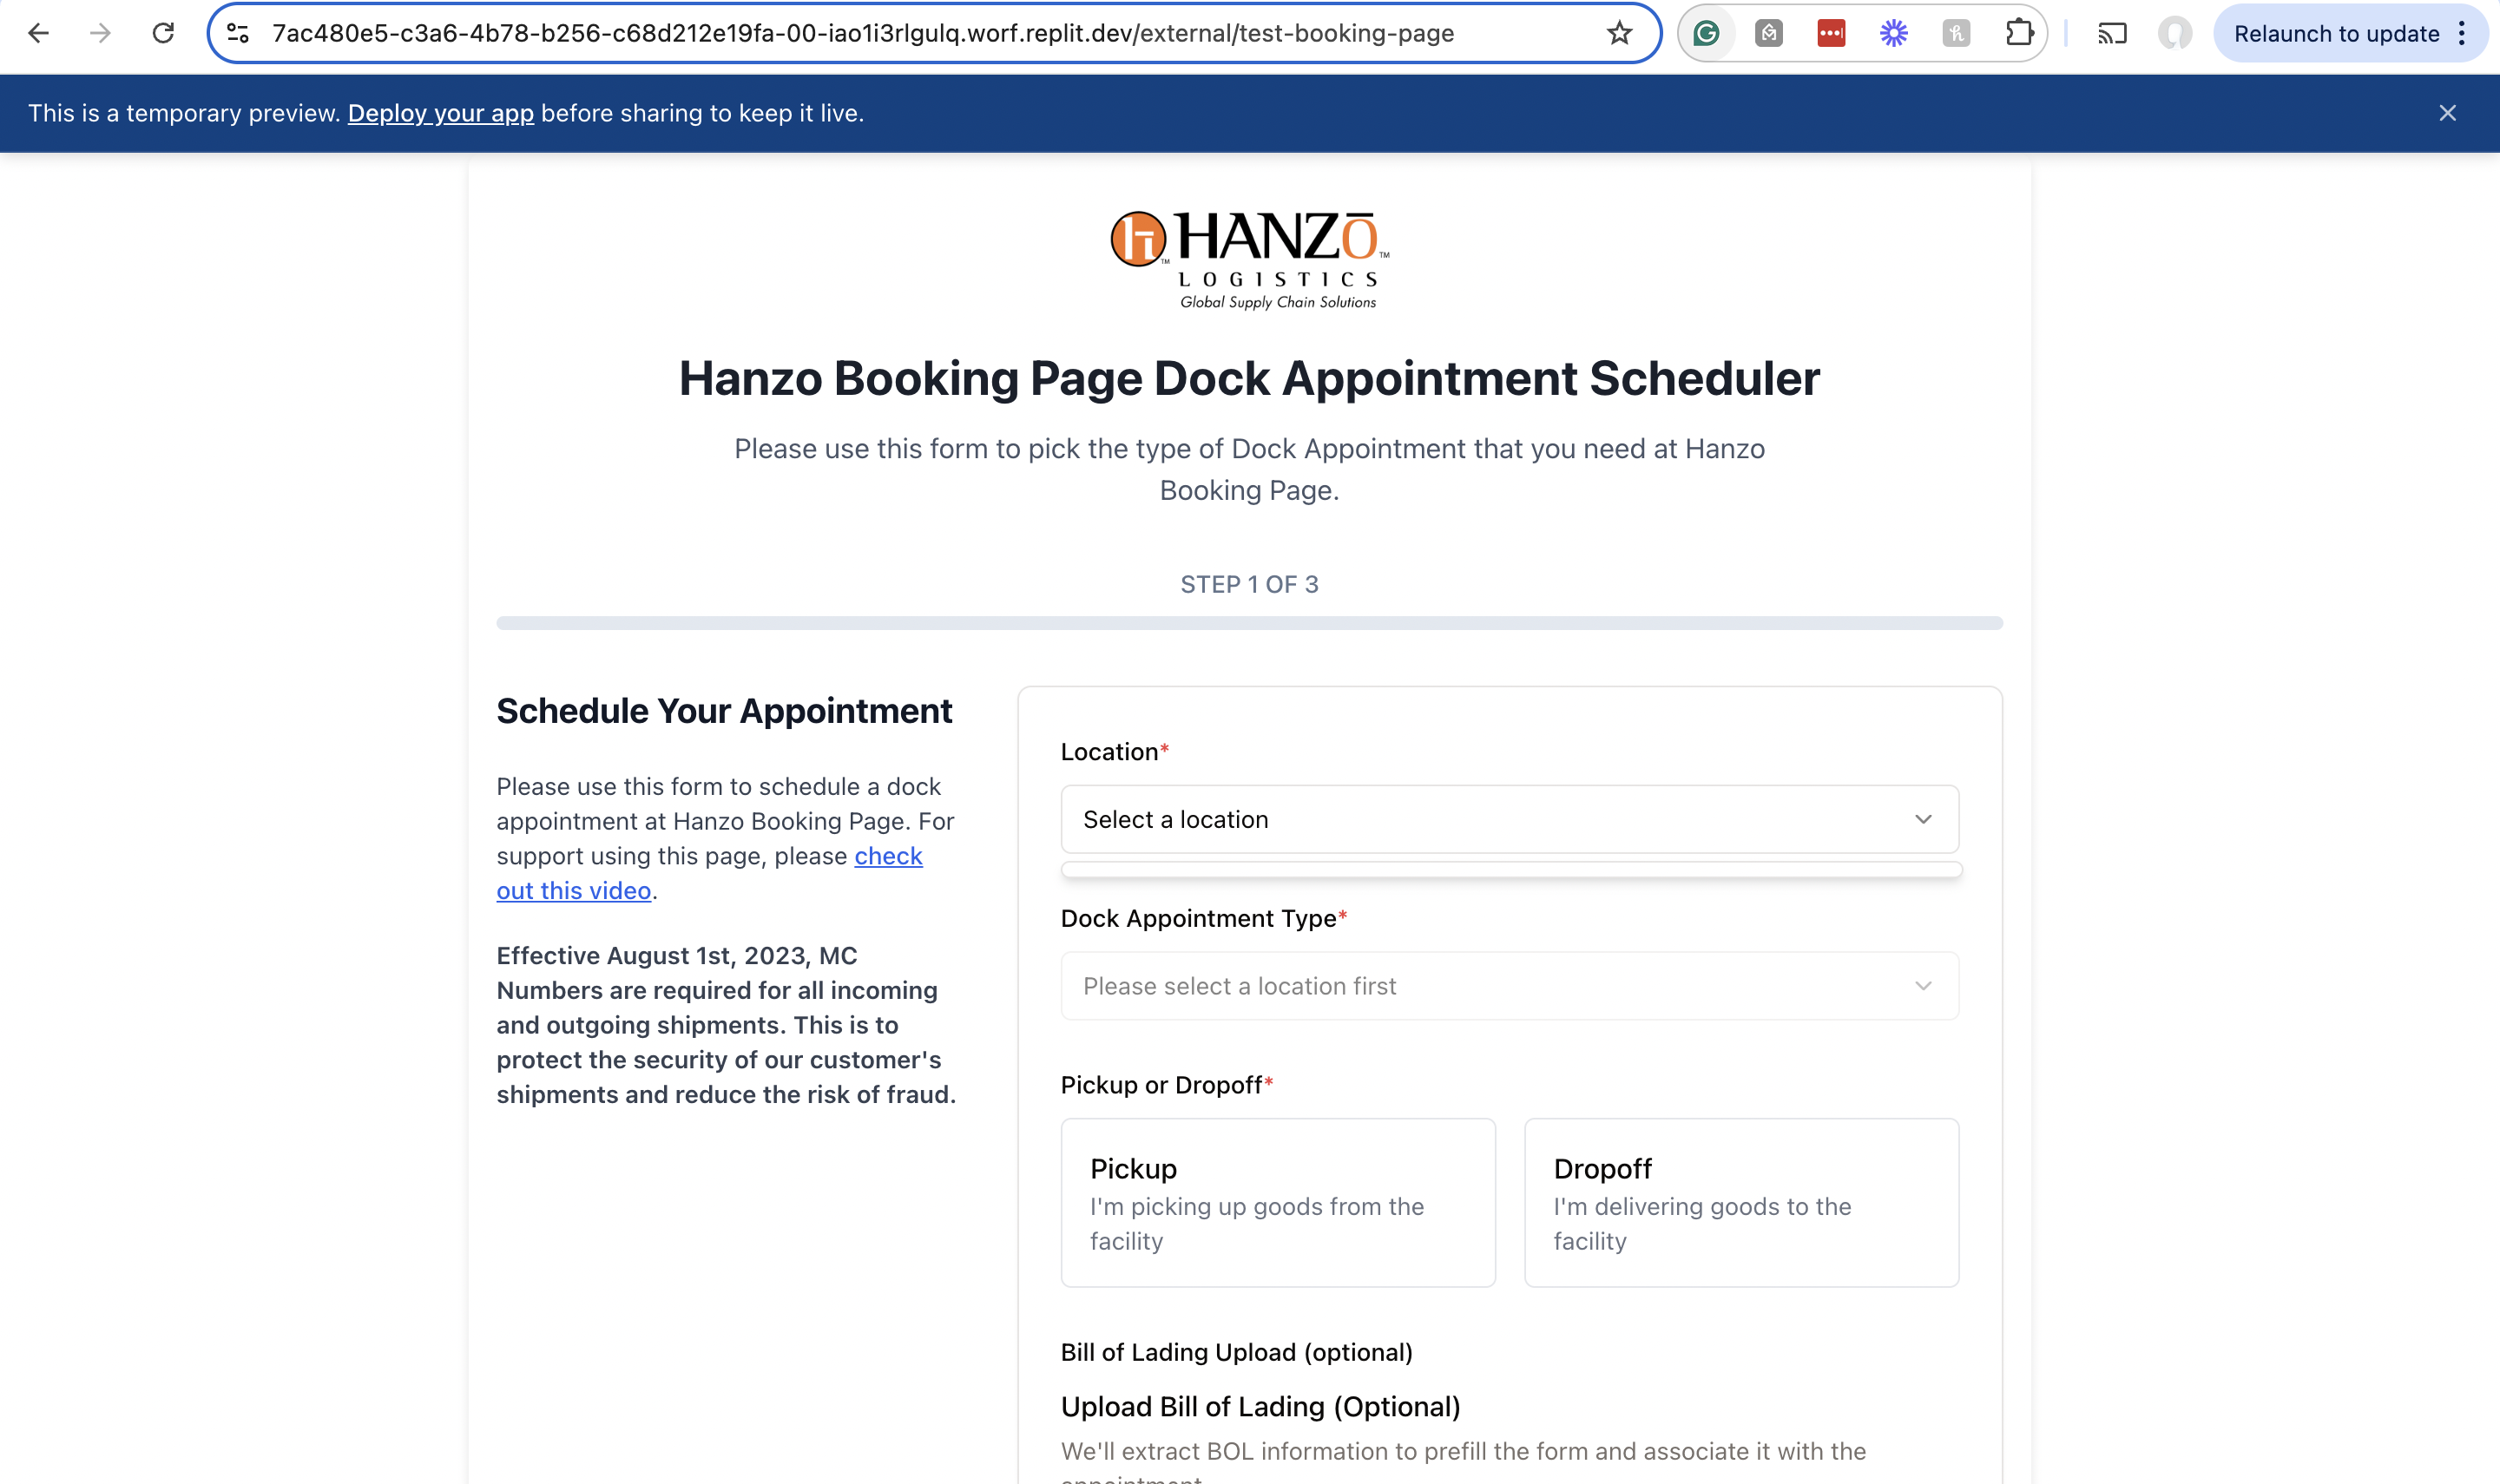 7ac480e5-c3a6-4b78-b256-c68d212e19fa-00-iao1i3rlgulq.worf.replit.dev/external/test-booking-page
Relaunch to update
This is a temporary preview. Deploy your app before sharing to keep it live.
HANZŌ™
LOGISTICS
Global Supply Chain Solutions
Hanzo Booking Page Dock Appointment Scheduler
Please use this form to pick the type of Dock Appointment that you need at Hanzo
Booking Page.
STEP 1 OF 3
Schedule Your Appointment
Please use this form to schedule a dock
appointment at Hanzo Booking Page. For
support using this page, please check
out this video.
Effective August 1st, 2023, MC
Numbers are required for all incoming
and outgoing shipments. This is to
protect the security of our customer's
shipments and reduce the risk of fraud.
Location*
Select a location
Dock Appointment Type*
Please select a location first
Pickup or Dropoff*
Pickup
I'm picking up goods from the
facility
Dropoff
I'm delivering goods to the
facility
Bill of Lading Upload (optional)
Upload Bill of Lading (Optional)
We'll extract BOL information to prefill the form and associate it with the